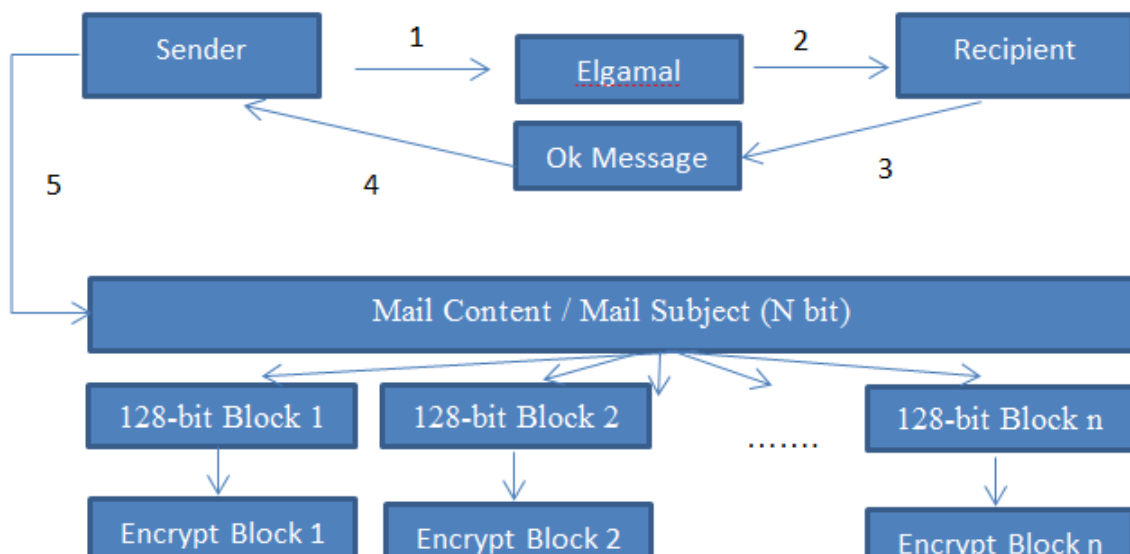 Sender
1
Elgamal
2
Recipient
Ok Message
3
4
5
Mail Content / Mail Subject (N bit)
128-bit Block 1
128-bit Block 2
.......
128-bit Block n
Encrypt Block 1
Encrypt Block 2
Encrypt Block n